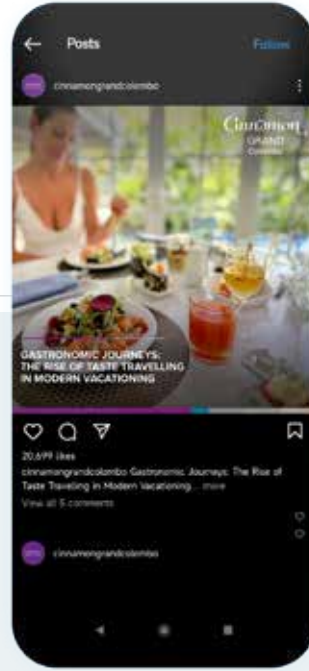 Posts
Follow
cinnamongrandcolombo
Cinnamon
GRAND
Colombo
GASTRONOMIC JOURNEYS:
THE RISE OF TASTE TRAVELLING
IN MODERN VACATIONING
20,699 likes
cinnamongrandcolombo Gastronomic Journeys: The Rise of
Taste Traveling in Modern Vacationing... more
View all 5 comments
cinnamongrandcolombo